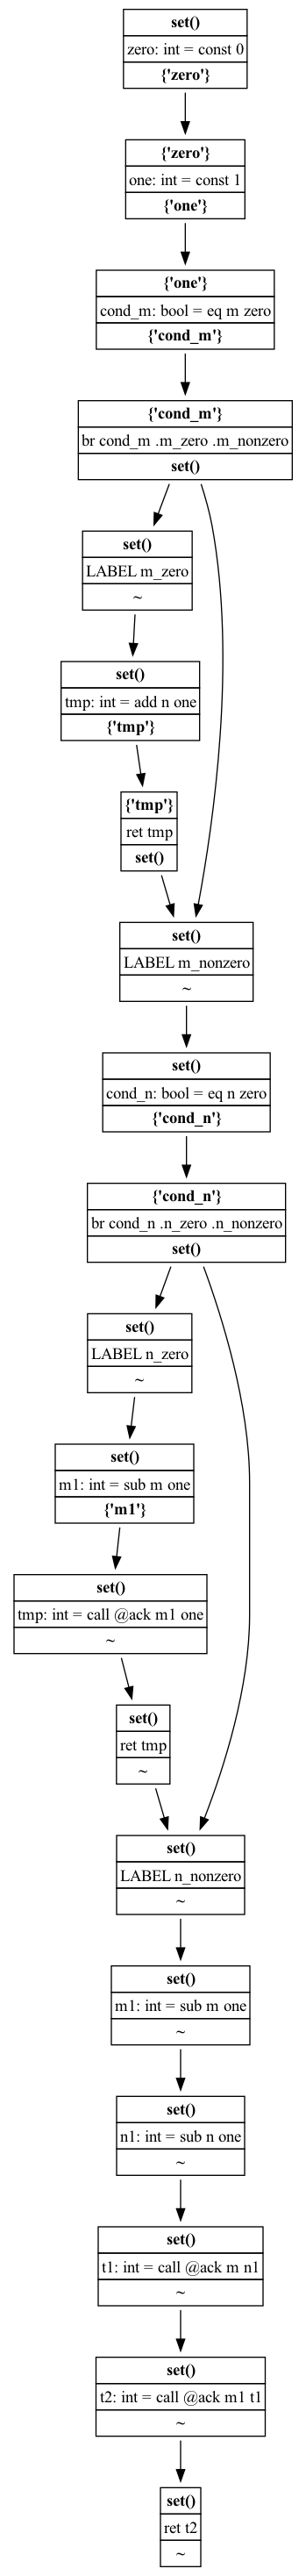 set()
zero: int = const 0
{'zero'}
{'zero'}
one: int = const 1
{'one'}
{'one'}
cond_m: bool = eq m zero
{'cond_m'}
{'cond_m'}
br cond_m .m_zero .m_nonzero
set()
set()
LABEL m_zero
~
set()
tmp: int = add n one
{'tmp'}
{'tmp'}
ret tmp
set()
set()
LABEL m_nonzero
~
set()
cond_n: bool = eq n zero
{'cond_n'}
{'cond_n'}
br cond_n .n_zero .n_nonzero
set()
set()
LABEL n_zero
~
set()
m1: int = sub m one
{'m1'}
set()
tmp: int = call @ack m1 one
~
set()
ret tmp
~
set()
LABEL n_nonzero
~
set()
m1: int = sub m one
~
set()
n1: int = sub n one
~
set()
t1: int = call @ack m n1
~
set()
t2: int = call @ack m1 t1
~
set()
ret t2
~